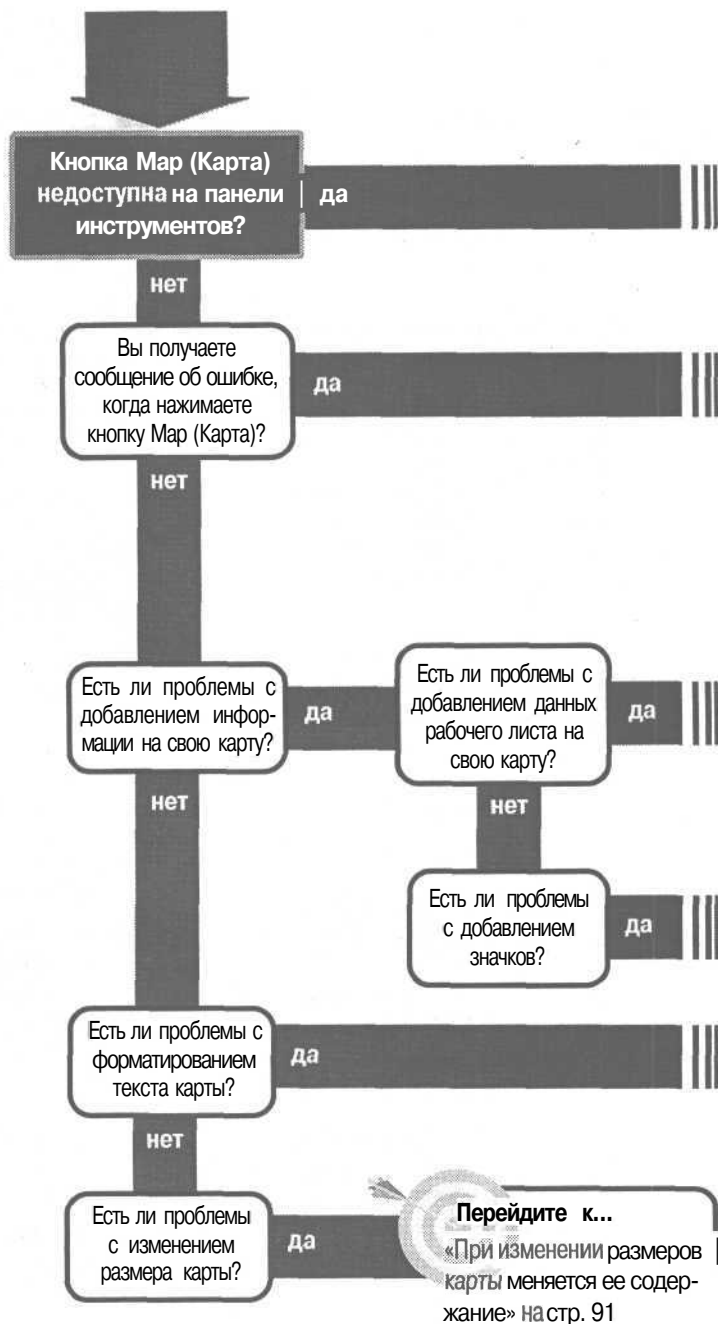 Кнопка Map (Карта)
недоступна на панели
инструментов?
да
нет
Вы получаете
сообщение об ошибке,
когда нажимаете
кнопку Map (Карта)?
да
нет
Есть ли проблемы с
добавлением инфор-
мации на свою карту?
да
Есть ли проблемы с
добавлением данных
рабочего листа на
свою карту?
да
нет
нет
Есть ли проблемы
с добавлением
значков?
да
Есть ли проблемы с
форматированием
текста карты?
да
нет
Есть ли проблемы
с изменением
размера карты?
да
Перейдите к...
«При изменении размеров
карты меняется ее содер-
жание» на стр. 91